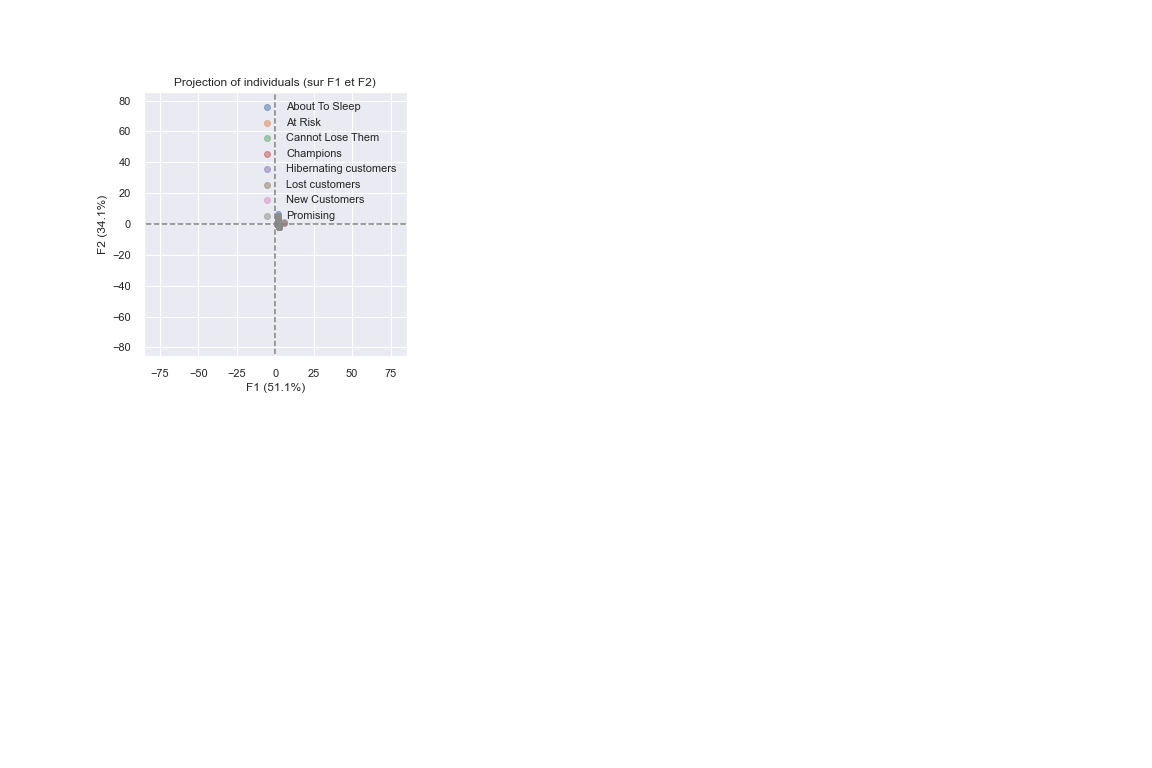 Projection of individuals (sur F1 et F2)
80
60
40
20
0
−20
−40
−60
−80
F2 (34.1%)
About To Sleep
At Risk
Cannot Lose Them
Champions
Hibernating customers
Lost customers
New Customers
Promising
−75 −50 −25 0 25 50 75
F1 (51.1%)